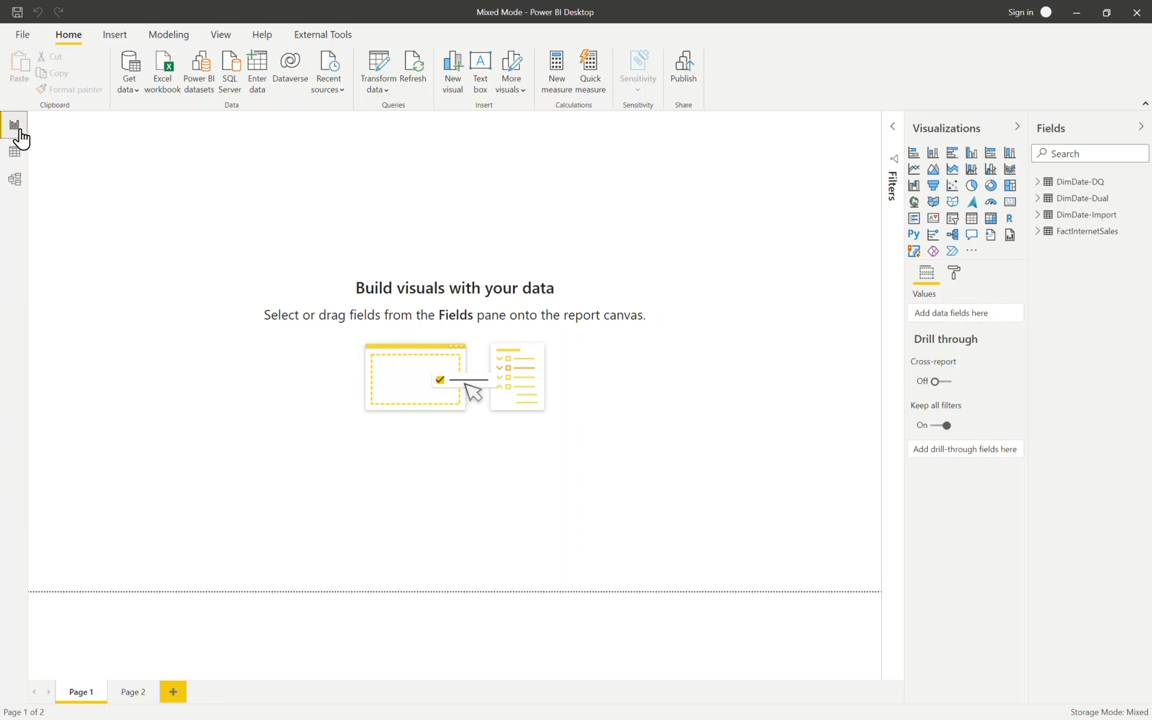 Mixed Mode - Power BI Desktop
Sign in
File
Home
Insert
Modeling
View
Help
External Tools
Paste
Cut
Copy
Format painter
Clipboard
Get data
Excel workbook
Power BI datasets
SQL Server
Enter data
Dataverse
Recent sources
Data
Transform data
Refresh
Queries
New visual
Text box
More visuals
Insert
New measure
Quick measure
Calculations
Sensitivity
Sensitivity
Publish
Share
Filters
Build visuals with your data
Select or drag fields from the Fields pane onto the report canvas.
Visualizations
R
Py
Values
Add data fields here
Drill through
Cross-report
Off
Keep all filters
On
Add drill-through fields here
Fields
Search
DimDate-DQ
DimDate-Dual
DimDate-Import
FactInternetSales
Page 1
Page 2
Page 1 of 2
Storage Mode: Mixed